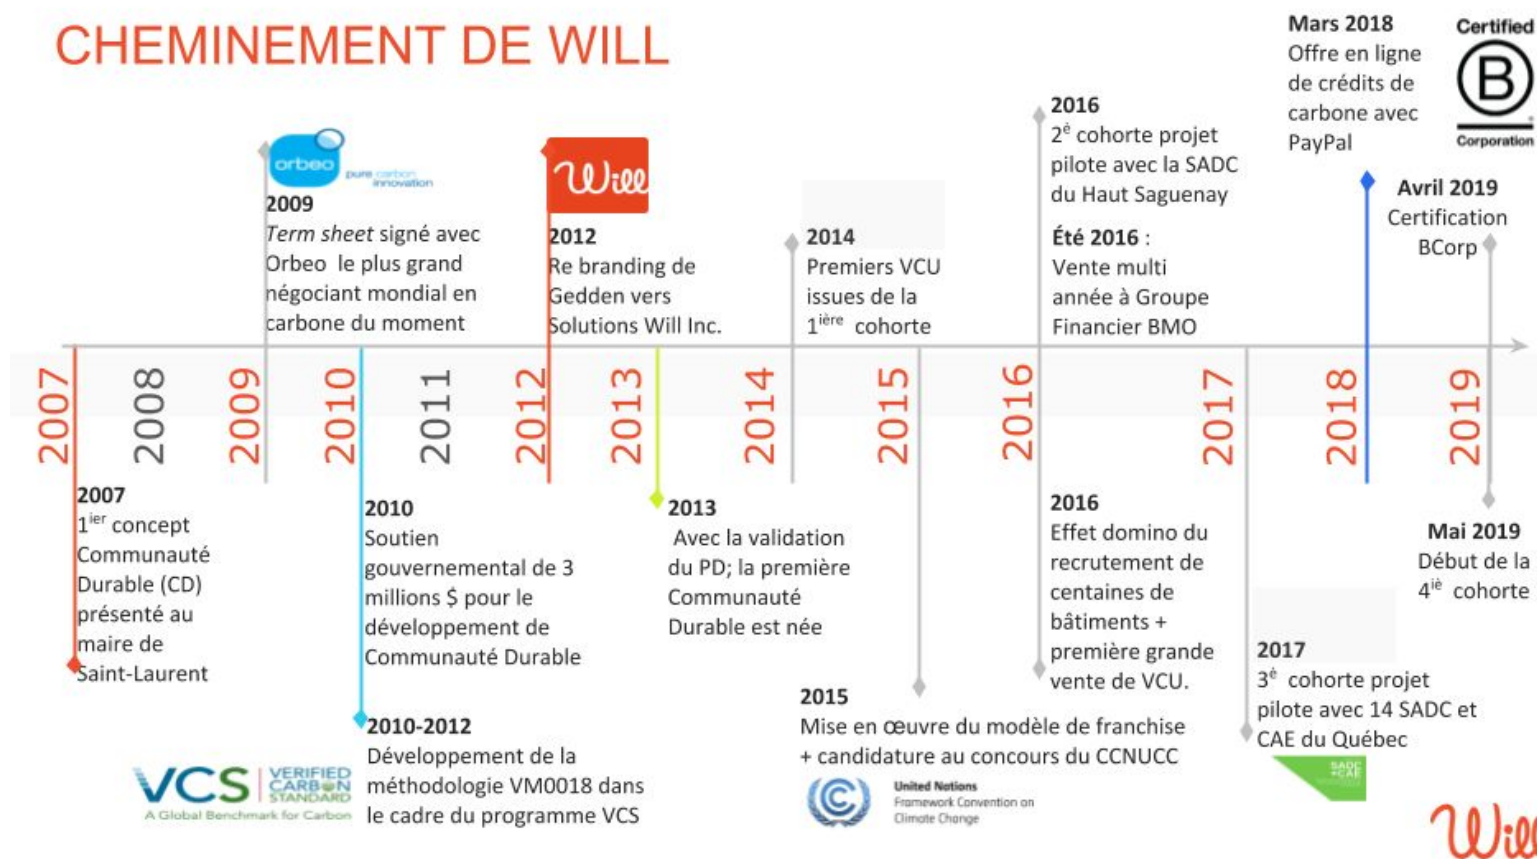 CHEMINEMENT DE WILL
orbeo
pure carbon
innovation
2009
Term sheet signé avec
Orbeo le plus grand
négociant mondial en
carbone du moment
Will
2012
Re branding de
Gedden vers
Solutions Will Inc.
2014
Premiers VCU
issues de la
1ière cohorte
2016
2è cohorte projet
pilote avec la SADC
du Haut Saguenay
Été 2016 :
Vente multi
année à Groupe
Financier BMO
Mars 2018
Offre en ligne
de crédits de
carbone avec
PayPal
Certified
B
Corporation
Avril 2019
Certification
BCorp
2007
2008
2009
2010
2011
2012
2013
2014
2015
2016
2017
2018
2019
2007
1ier concept
Communauté
Durable (CD)
présenté au
maire de
Saint-Laurent
2010
Soutien
gouvernemental de 3
millions $ pour le
développement de
Communauté Durable
2010-2012
Développement de la
méthodologie VM0018 dans
le cadre du programme VCS
VCS
VERIFIED
CARBON
STANDARD
A Global Benchmark for Carbon
2013
Avec la validation
du PD; la première
Communauté
Durable est née
2015
Mise en œuvre du modèle de franchise
+ candidature au concours du CCNUCC
United Nations
Framework Convention on
Climate Change
2016
Effet domino du
recrutement de
centaines de
bâtiments +
première grande
vente de VCU.
2017
3è cohorte projet
pilote avec 14 SADC et
CAE du Québec
SADC
+CAE
Mai 2019
Début de la
4iè cohorte
Will